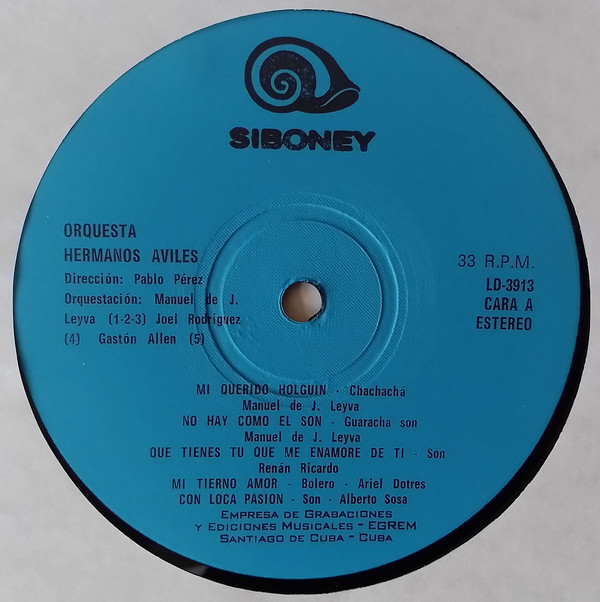 SIBONEY
ORQUESTA
HERMANOS AVILES
Dirección: Pablo Pérez
Orquestación: Manuel de J.
Leyva (1-2-3) Joel Rodríguez
(4) Gastón Allen (5)
33 R.P.M.
LD-3913
CARA A
ESTEREO
MI QUERIDO HOLGUIN - Chachachá
Manuel de J. Leyva
NO HAY COMO EL SON - Guaracha son
Manuel de J. Leyva
QUE TIENES TU QUE ME ENAMORE DE TI - Son
Renán Ricardo
MI TIERNO AMOR - Bolero - Ariel Dotres
CON LOCA PASION - Son - Alberto Sosa
EMPRESA DE GRABACIONES
Y EDICIONES MUSICALES - EGREM
SANTIAGO DE CUBA - CUBA